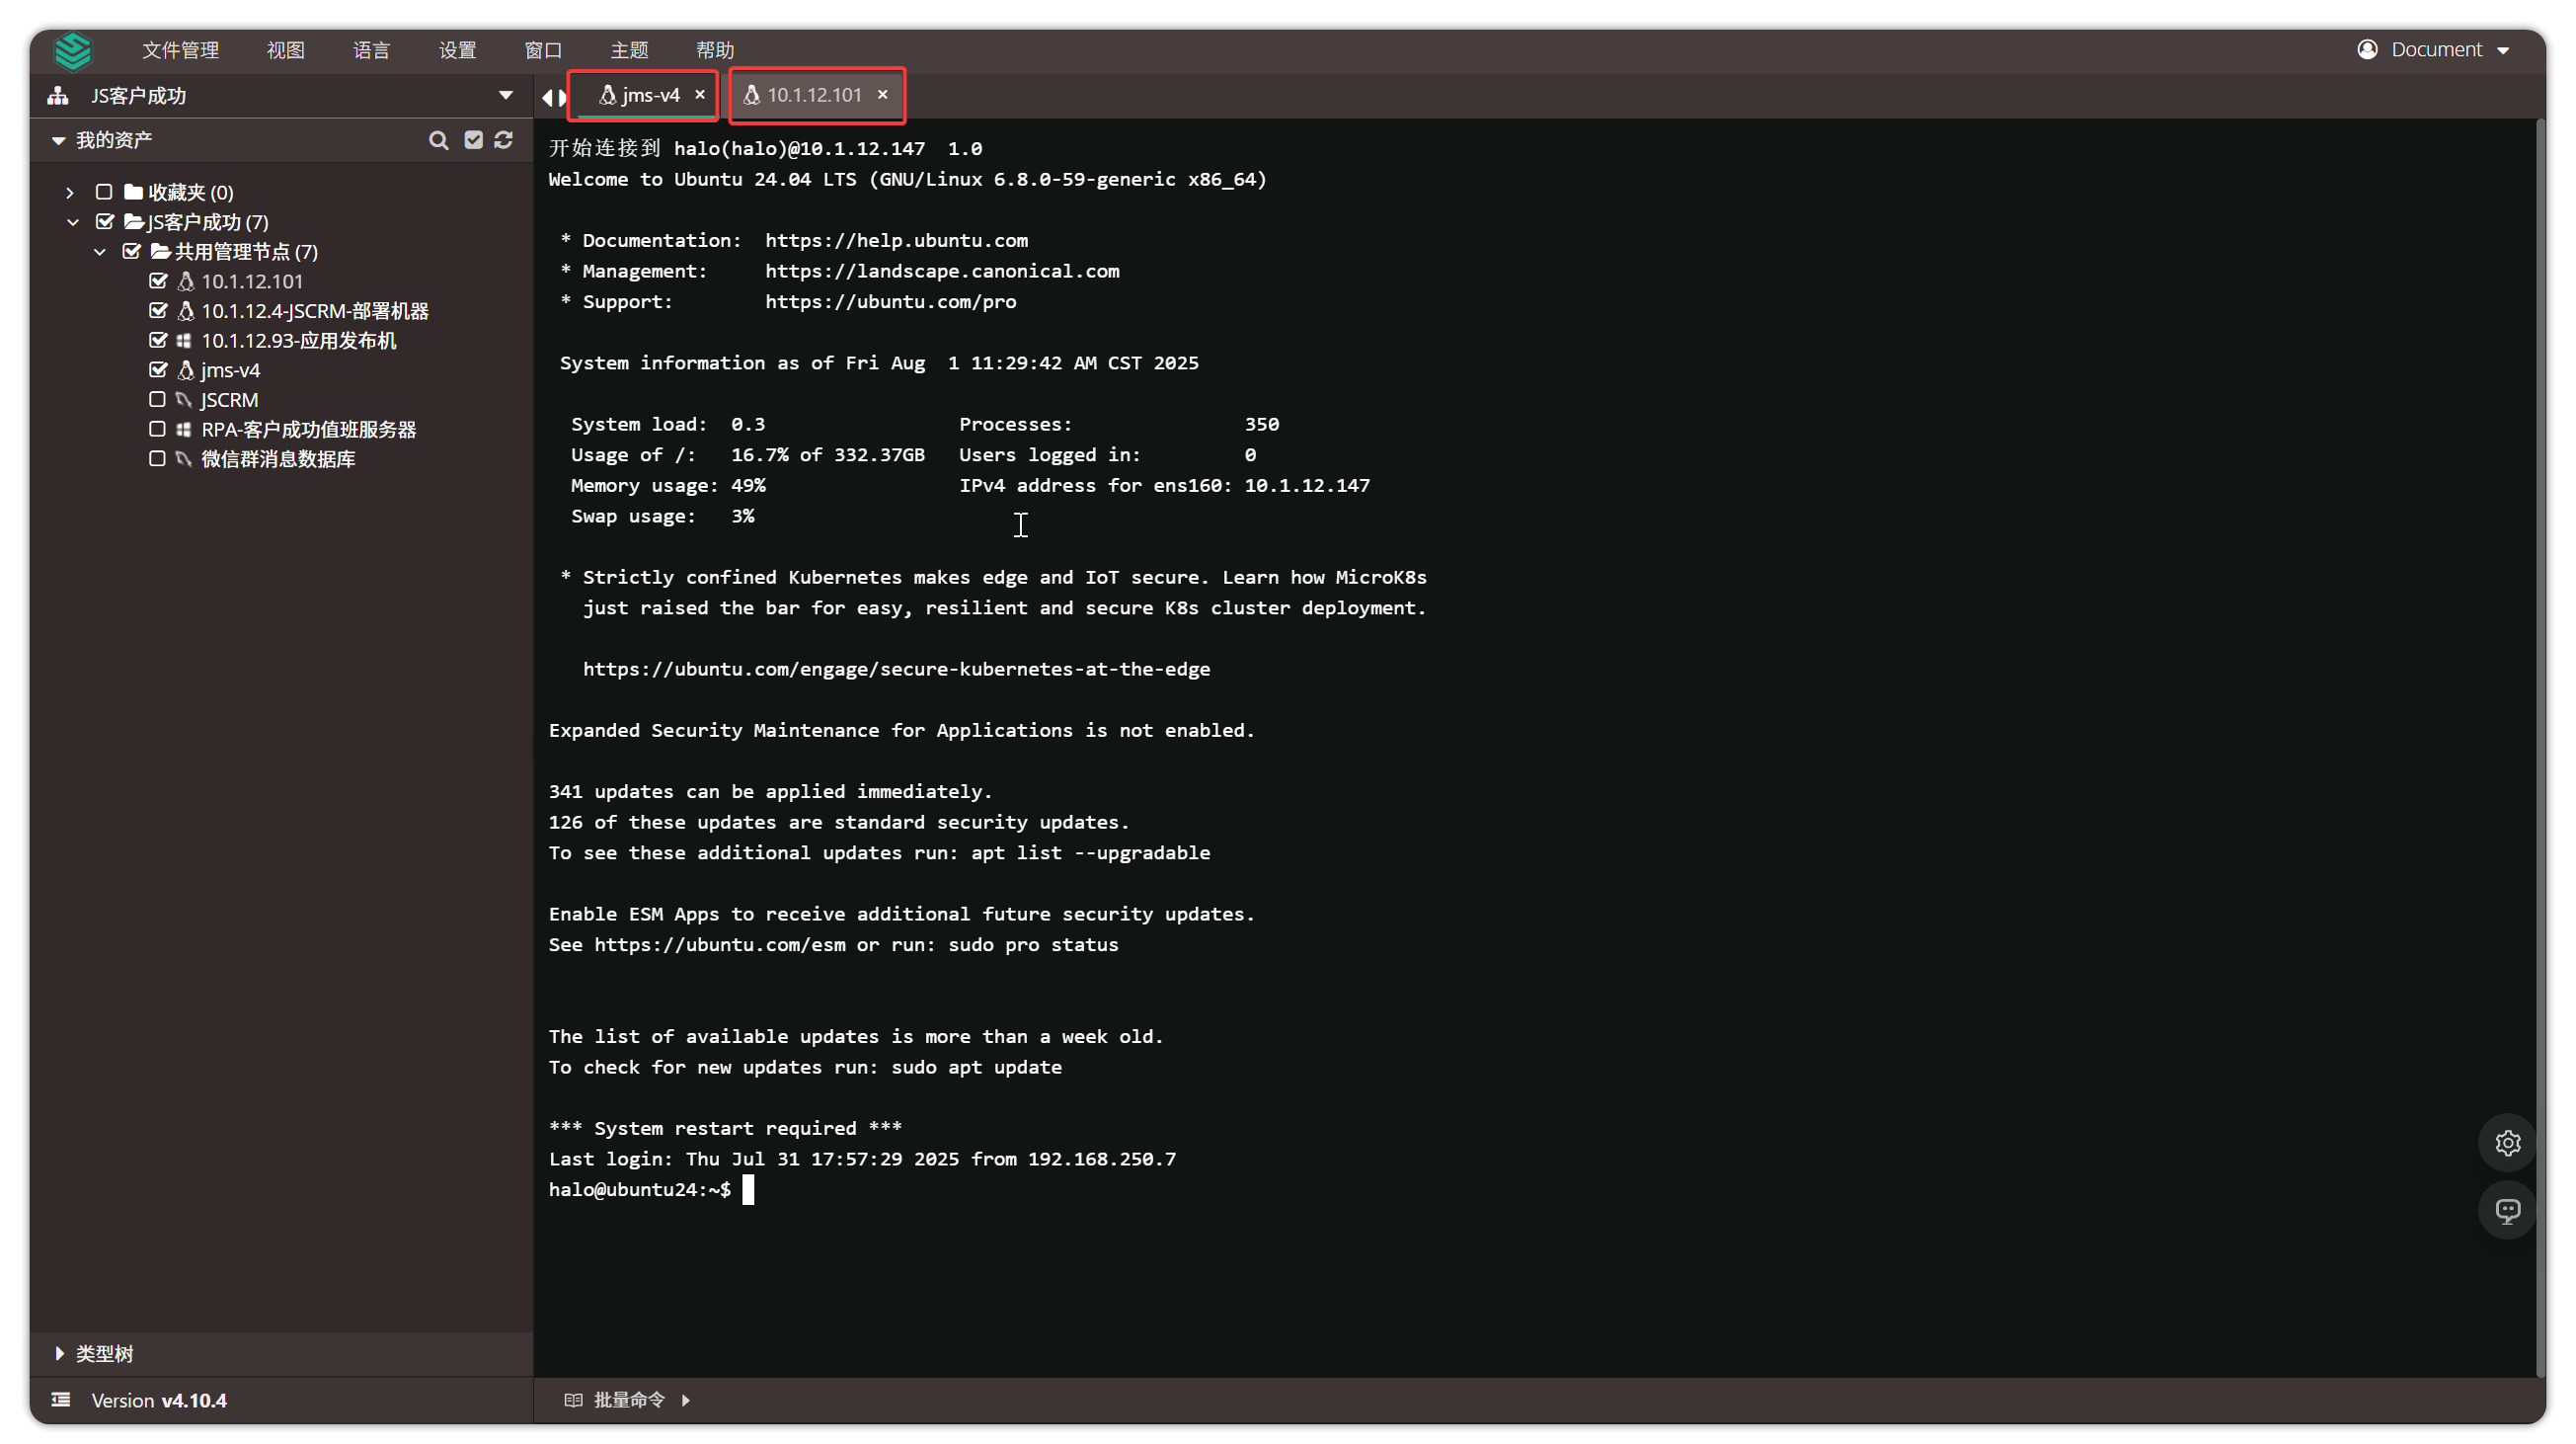 文件管理 视图 语言 设置 窗口 主题 帮助 Document
JS客户成功
jms-v4 × 10.1.12.101 ×
我的资产
收藏夹 (0)
JS客户成功 (7)
共用管理节点 (7)
10.1.12.101
10.1.12.4-JSCRM-部署机器
10.1.12.93-应用发布机
jms-v4
JSCRM
RPA-客户成功值班服务器
微信群消息数据库
类型树
Version v4.10.4
开始连接到 halo(halo)@10.1.12.147  1.0
Welcome to Ubuntu 24.04 LTS (GNU/Linux 6.8.0-59-generic x86_64)
* Documentation:  https://help.ubuntu.com
* Management:     https://landscape.canonical.com
* Support:        https://ubuntu.com/pro
System information as of Fri Aug  1 11:29:42 AM CST 2025
System load:  0.3                 Processes:               350
Usage of /:   16.7% of 332.37GB   Users logged in:         0
Memory usage: 49%                 IPv4 address for ens160: 10.1.12.147
Swap usage:   3%
* Strictly confined Kubernetes makes edge and IoT secure. Learn how MicroK8s
just raised the bar for easy, resilient and secure K8s cluster deployment.
https://ubuntu.com/engage/secure-kubernetes-at-the-edge
Expanded Security Maintenance for Applications is not enabled.
341 updates can be applied immediately.
126 of these updates are standard security updates.
To see these additional updates run: apt list --upgradable
Enable ESM Apps to receive additional future security updates.
See https://ubuntu.com/esm or run: sudo pro status
The list of available updates is more than a week old.
To check for new updates run: sudo apt update
*** System restart required ***
Last login: Thu Jul 31 17:57:29 2025 from 192.168.250.7
halo@ubuntu24:~$
批量命令